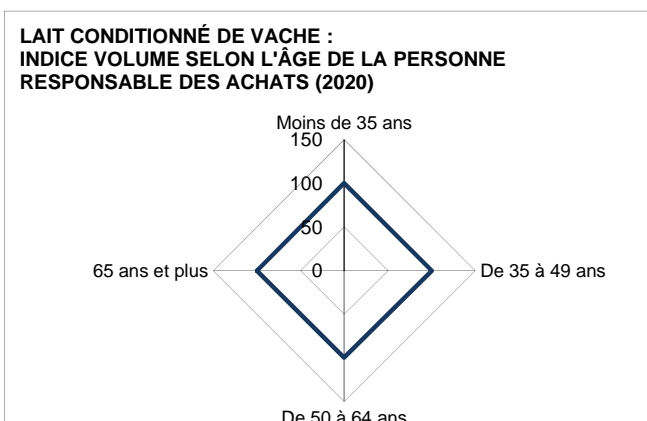 LAIT CONDITIONNÉ DE VACHE :
INDICE VOLUME SELON L'ÂGE DE LA PERSONNE
RESPONSABLE DES ACHATS (2020)
Moins de 35 ans
150
100
50
65 ans et plus
0
De 35 à 49 ans
De 50 à 64 ans